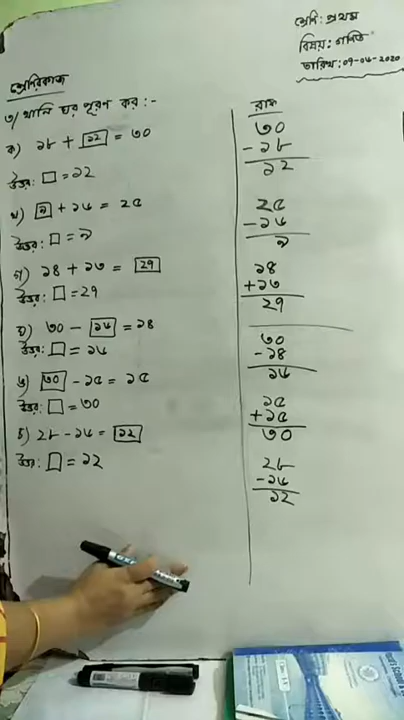 শ্রেণি: প্রথম
বিষয়: গণিত
তারিখ: ০৭-০৬-২০২০
শ্রেণিরকাজ
৩/ খালি ঘর পূরণ কর:-
ক) ১৮ + ১২ = ৩০
উত্তর: □ = ১২
খ) ৯ + ১৬ = ২৫
উত্তর: □ = ৯
গ) ১৪ + ১৩ = ২৭
উত্তর: □ = ২৭
ঘ) ৩০ - ১৬ = ১৪
উত্তর: □ = ১৬
ঙ) ৩০ - ১৫ = ১৫
উত্তর: □ = ৩০
চ) ২৮ - ১৬ = ১২
উত্তর: □ = ১২
রাফ
৩০
- ১৮
১২
২৫
- ১৬
৯
১৪
+ ১৩
২৭
৩০
- ১৪
১৬
১৫
+ ১৫
৩০
২৮
- ১৬
১২